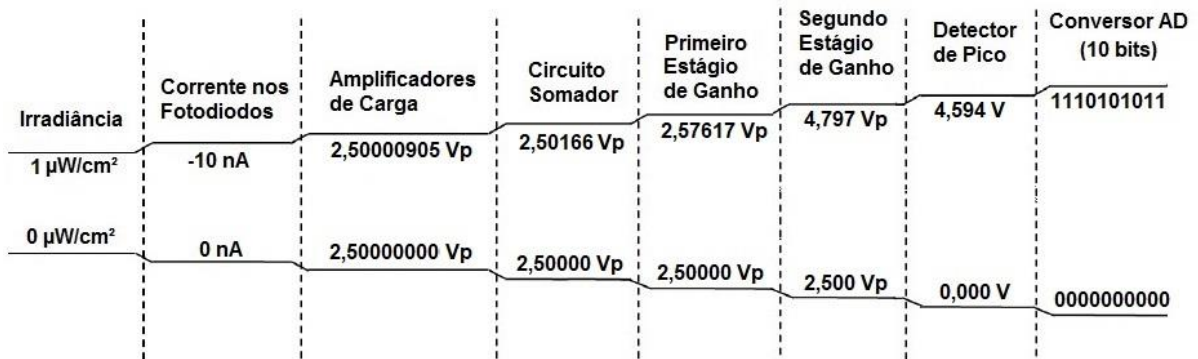 Irradiância
Corrente nos
Fotodiodos
Amplificadores
de Carga
Circuito
Somador
Primeiro
Estágio
de Ganho
Segundo
Estágio
de Ganho
Detector
de Pico
Conversor AD
(10 bits)
1 µW/cm²
-10 nA
2,50000905 Vp
2,50166 Vp
2,57617 Vp
4,797 Vp
4,594 V
1110101011
0 µW/cm²
0 nA
2,50000000 Vp
2,50000 Vp
2,50000 Vp
2,500 Vp
0,000 V
0000000000